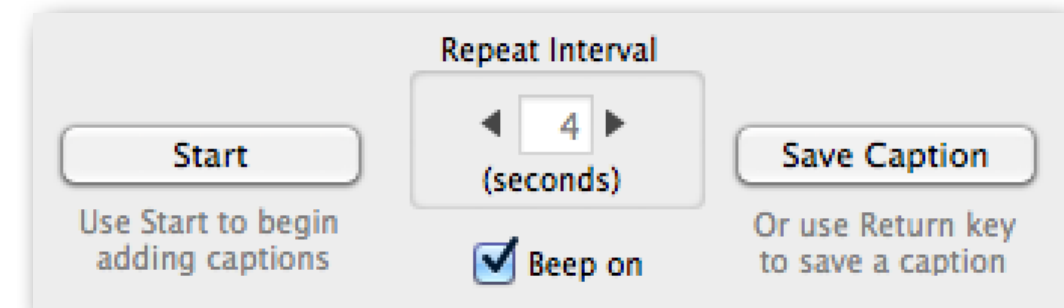 Repeat Interval
4
(seconds)
Start
Save Caption
Use Start to begin
adding captions
Or use Return key
to save a caption
Beep on